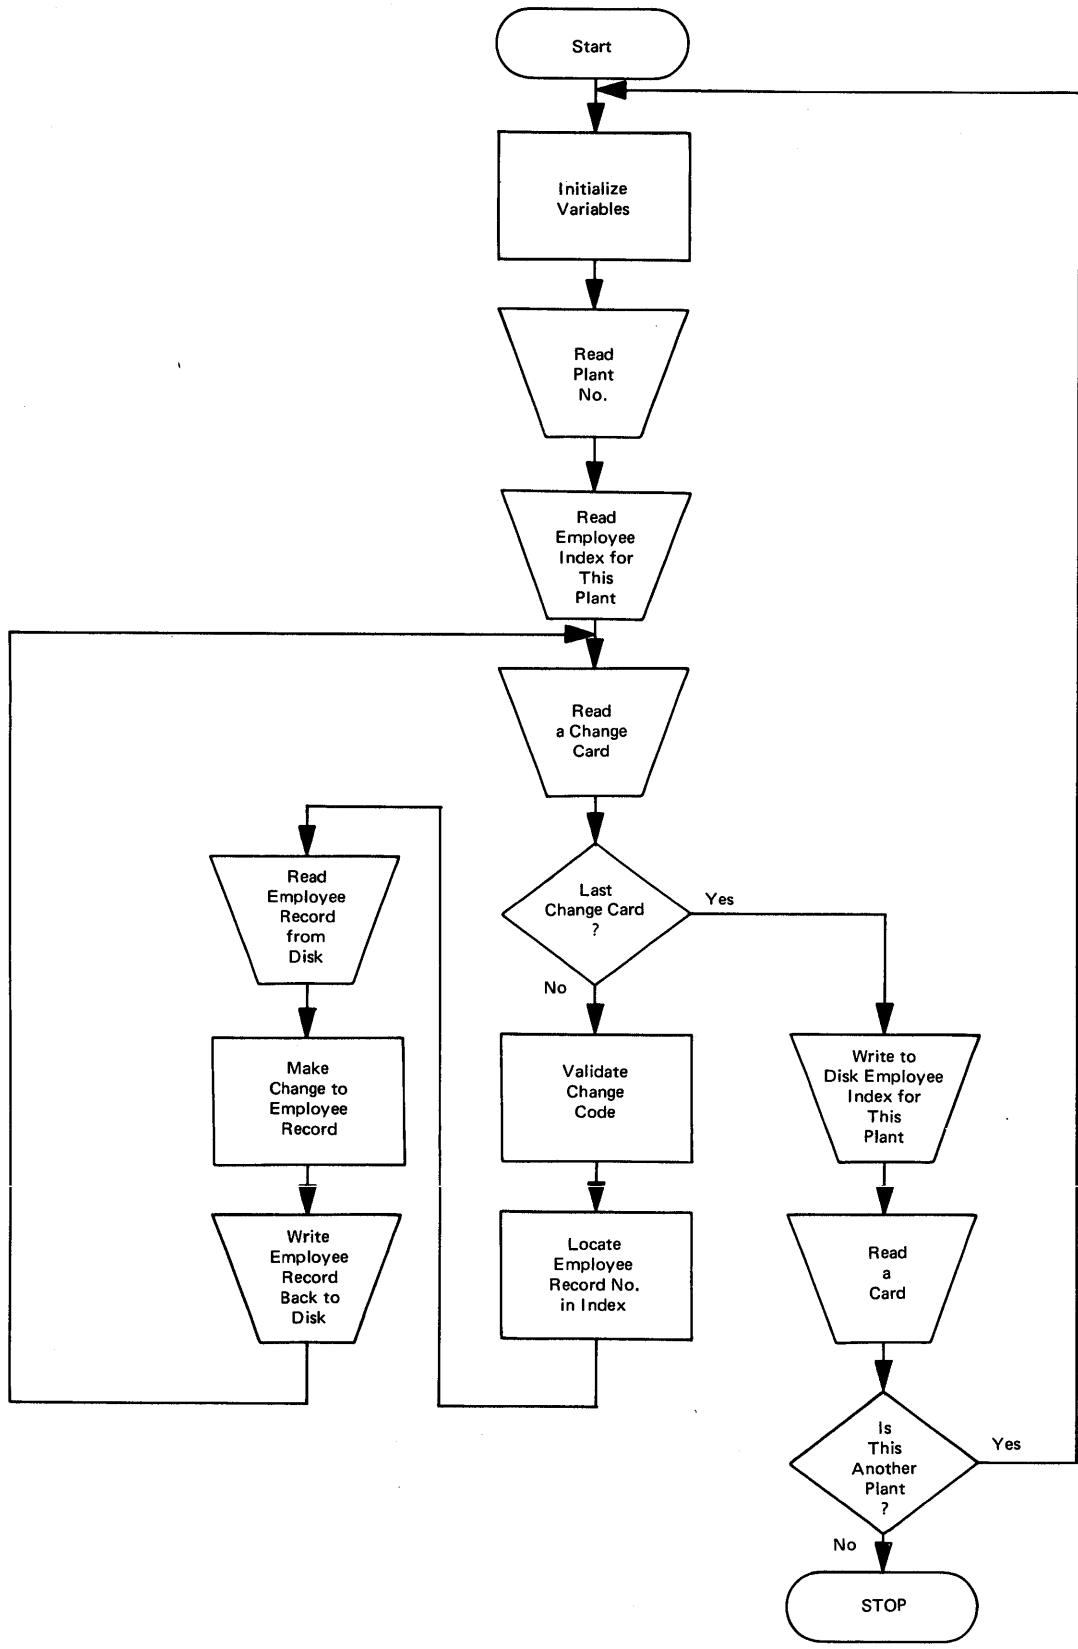 Start
Initialize
Variables
Read
Plant
No.
Read
Employee
Index for
This
Plant
Read
a Change
Card
Last
Change Card
?
Yes
No
Read
Employee
Record
from
Disk
Make
Change to
Employee
Record
Write
Employee
Record
Back to
Disk
Validate
Change
Code
Locate
Employee
Record No.
in Index
Write to
Disk Employee
Index for
This
Plant
Read
a
Card
Is
This
Another
Plant
?
Yes
No
STOP